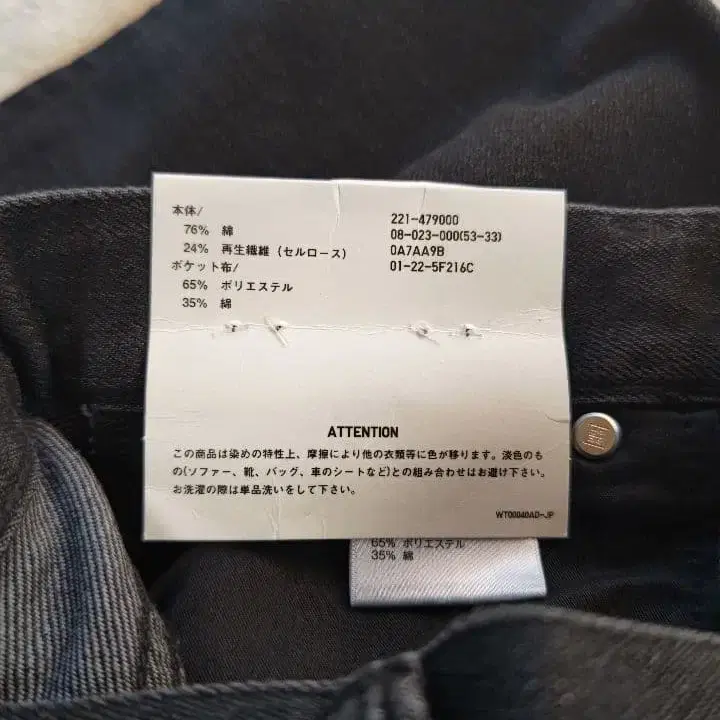 本体/
76% 綿
24% 再生繊維 (セルロース)
ポケット布/
65% ポリエステル
35% 綿
221-479000
08-023-000(53-33)
0A7AA9B
01-22-5F216C
ATTENTION
この商品は染めの特性上、摩擦により他の衣類等に色が移ります。淡色のも
の(ソファー、靴、バッグ、車のシートなど)との組み合わせはお避け下さい。
お洗濯の際は単品洗いをして下さい。
WT00040AD-JP
65% ポリエステル
35% 綿